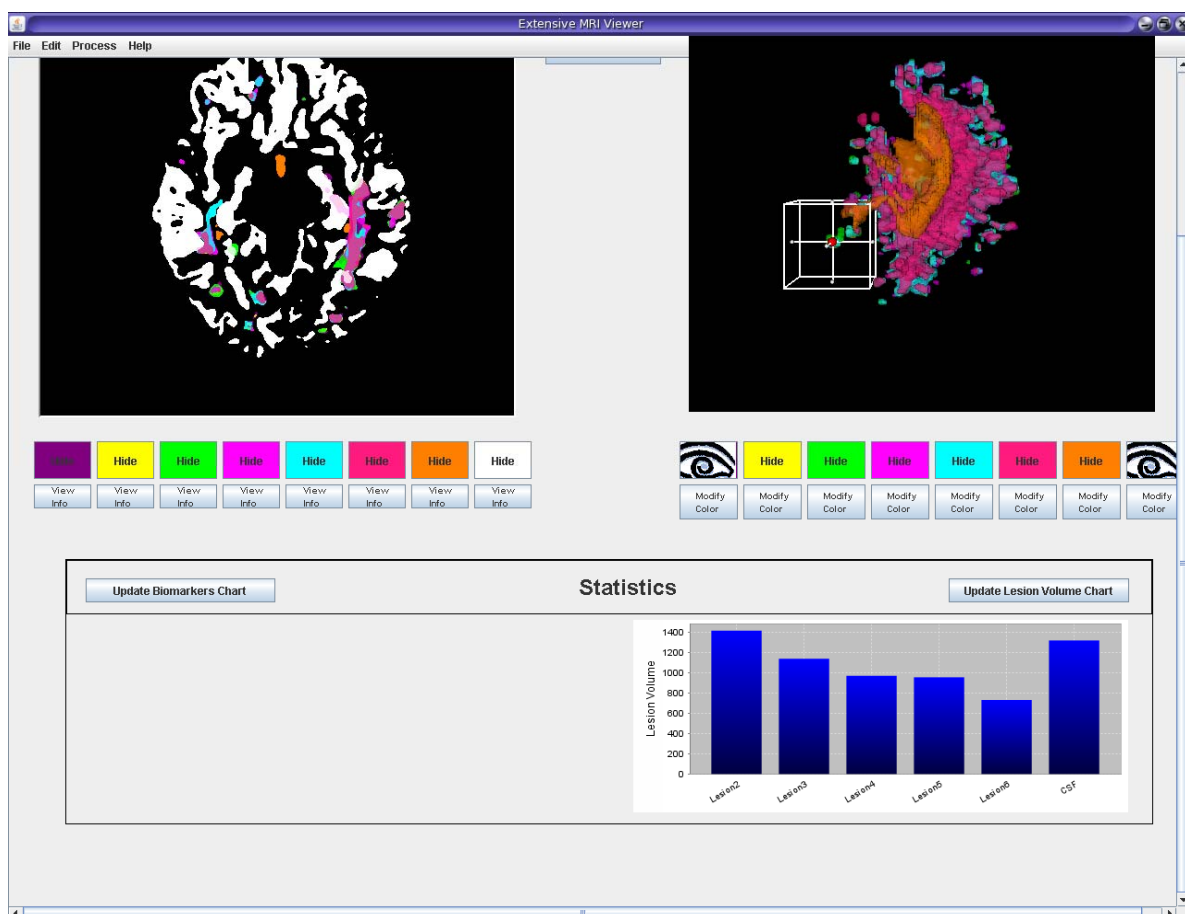 Extensive MRI Viewer
File Edit Process Help
Hide Hide Hide Hide Hide Hide Hide Hide
View Info View Info View Info View Info View Info View Info View Info View Info
Hide Hide Hide Hide Hide Hide
Modify Color Modify Color Modify Color Modify Color Modify Color Modify Color Modify Color Modify Color
Update Biomarkers Chart
Statistics
Update Lesion Volume Chart
Lesion Volume
1400
1200
1000
800
600
400
200
0
Lesion2 Lesion3 Lesion4 Lesion5 Lesion6 CSF